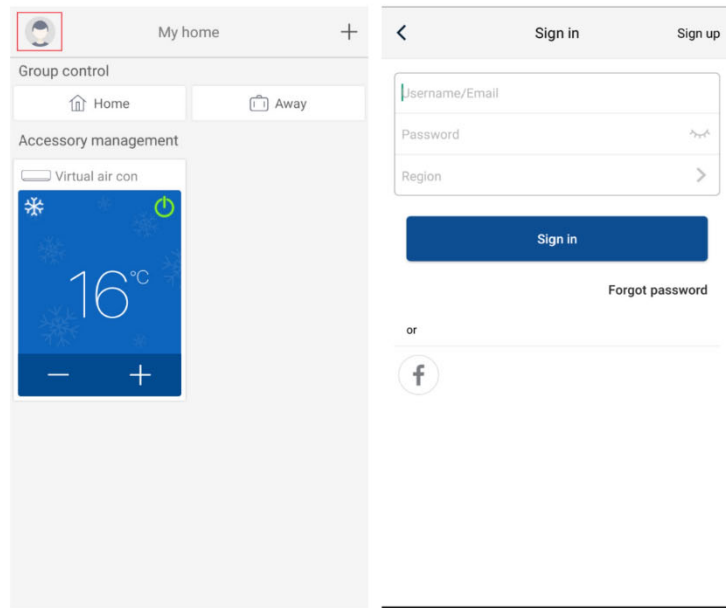 My home
+
Group control
Home
Away
Accessory management
Virtual air con
16°C
— +
Sign in
Sign up
Username/Email
Password
Region
Sign in
Forgot password
or
f